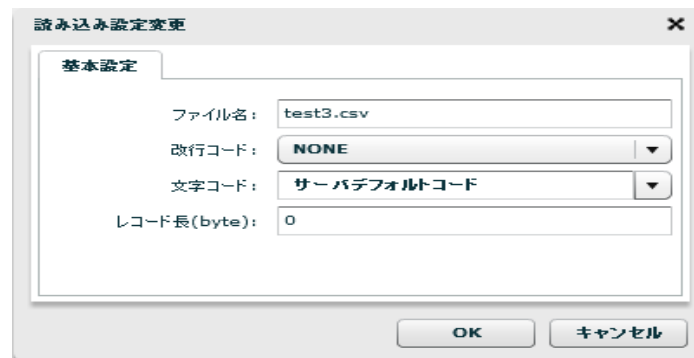 読み込み設定変更
基本設定
ファイル名: test3.csv
改行コード: NONE
文字コード: サーバデフォルトコード
レコード長(byte): 0
OK キャンセル